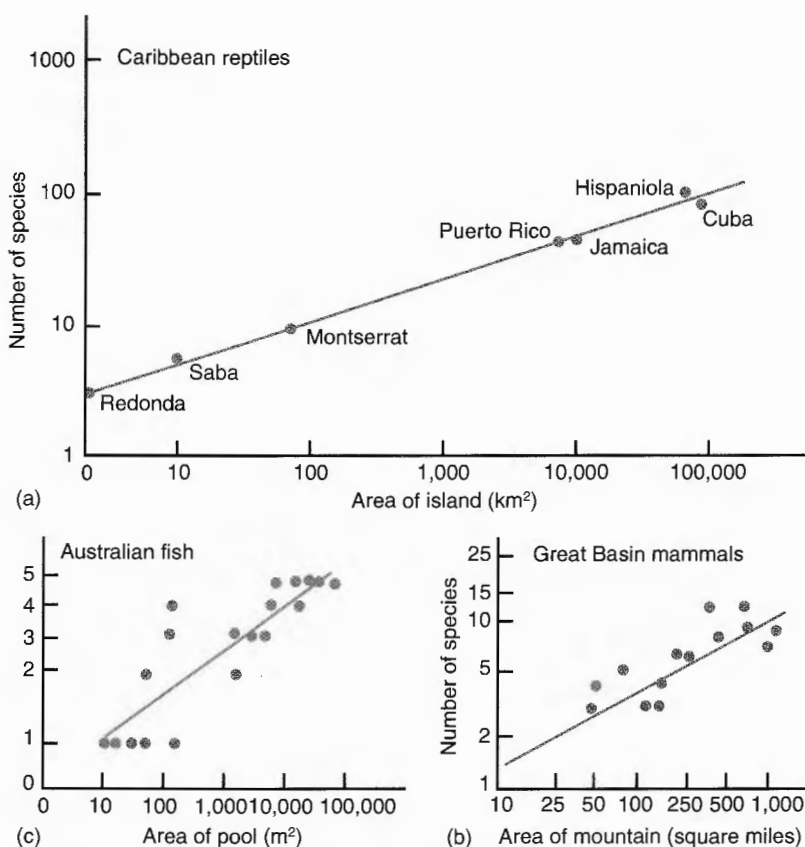 Caribbean reptiles
1000
100
10
1
Number of species
Hispaniola
Cuba
Puerto Rico
Jamaica
Montserrat
Saba
Redonda
0 10 100 1,000 10,000 100,000
(a) Area of island (km²)
Australian fish
5
4
3
2
1
0
0 10 100 1,000 10,000 100,000
(c) Area of pool (m²)
Great Basin mammals
25
15
10
5
2
1
Number of species
10 25 50 100 250 500 1,000
(b) Area of mountain (square miles)